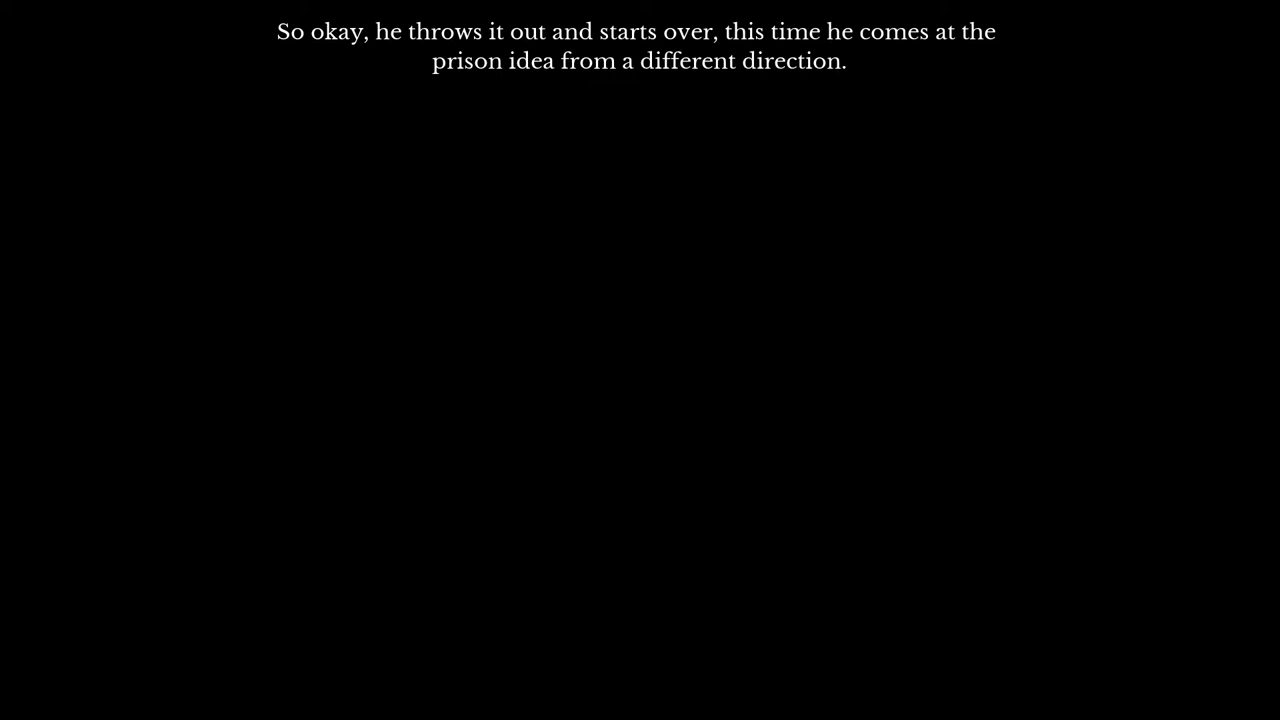 So okay, he throws it out and starts over, this time he comes at the
prison idea from a different direction.